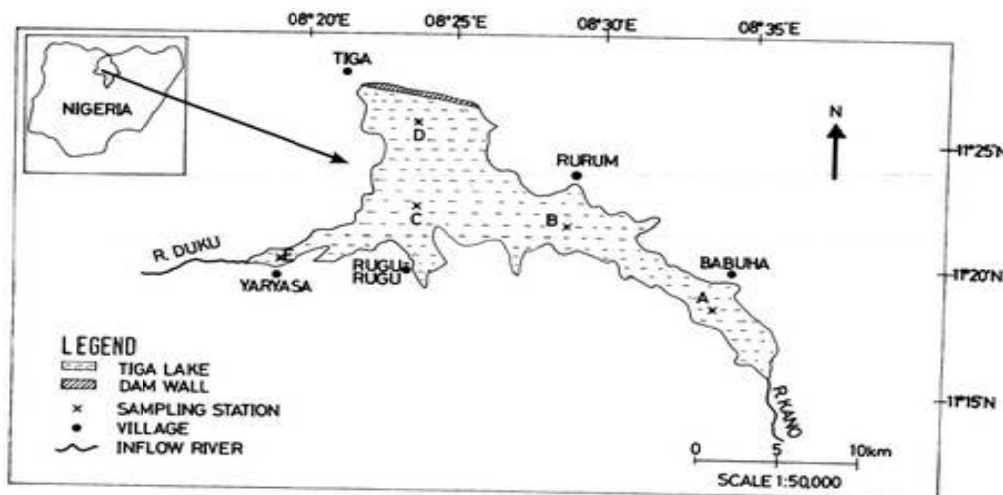 08°20'E 08°25'E 08°30'E 08°35'E
TIGA
NIGERIA
N
D
11°25'N
RURUM
C
B
R. DUKU
E
RUGU-
RUGU
BABUHA
11°20'N
YARYASA
A
LEGEND
TIGA LAKE
DAM WALL
SAMPLING STATION
VILLAGE
INFLOW RIVER
R.KANO
11°15'N
0 5 10km
SCALE 1:50,000